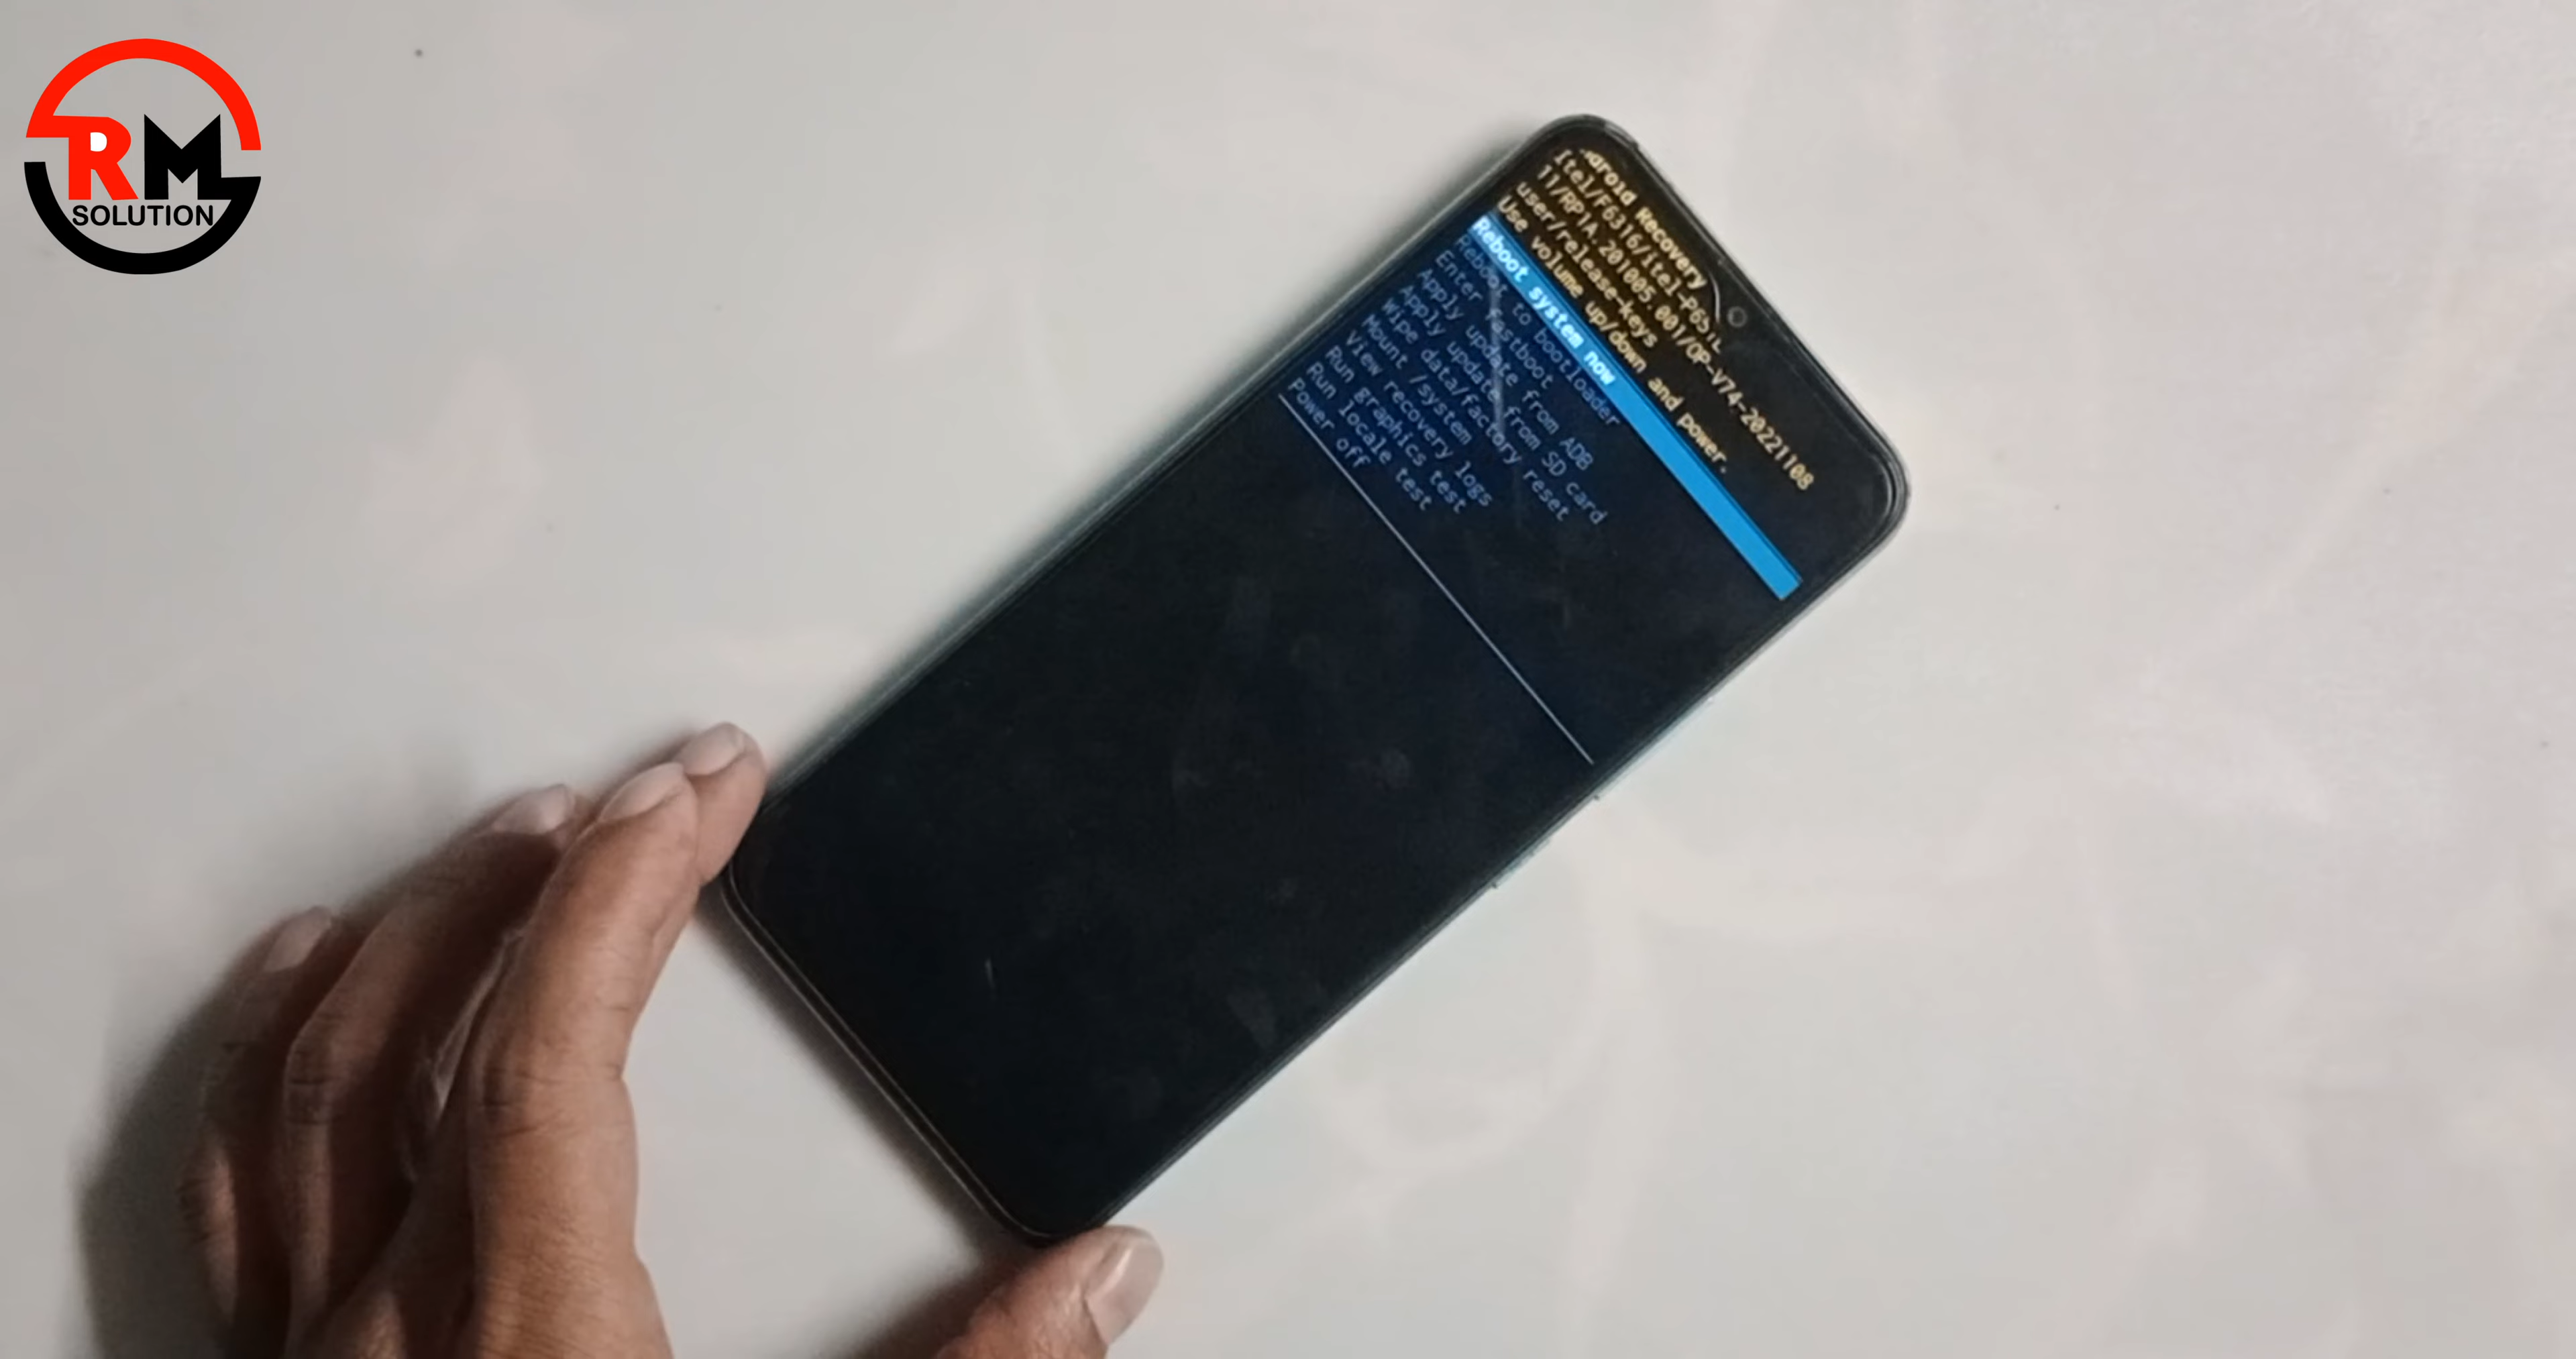 RM
SOLUTION
Android Recovery
Itel/F6316/itel-P651L
11/RP1A.201005.001/OP-V74-20221108
user/release-keys
Use volume up/down and power.
Reboot system now
Reboot to bootloader
Enter fastboot
Apply update from ADB
Apply update from SD card
Wipe data/factory reset
Mount /system
View recovery logs
Run graphics test
Run locale test
Power off